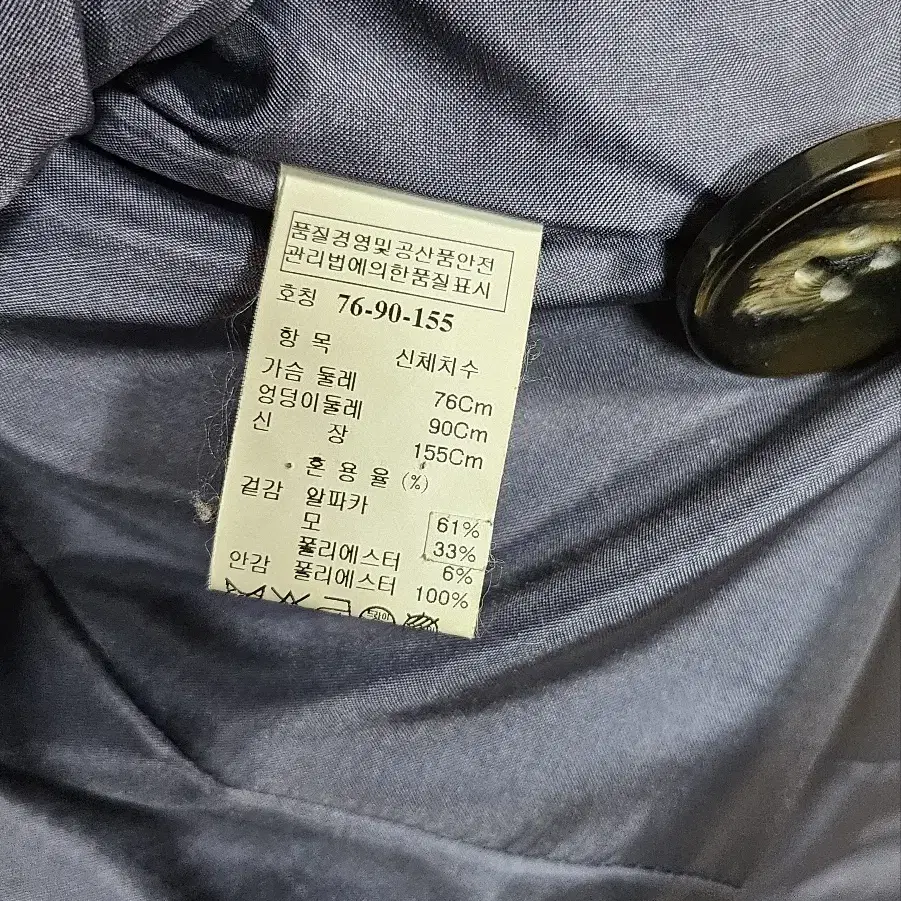 품질경영및공산품안전
관리법에의한품질표시
호칭 76-90-155
항 목 신체치수
가슴 둘레 76Cm
엉덩이둘레 90Cm
신 장 155Cm
혼 용 율 (%)
겉감 알파카 61%
모 33%
폴리에스터 6%
안감 폴리에스터 100%
드라이